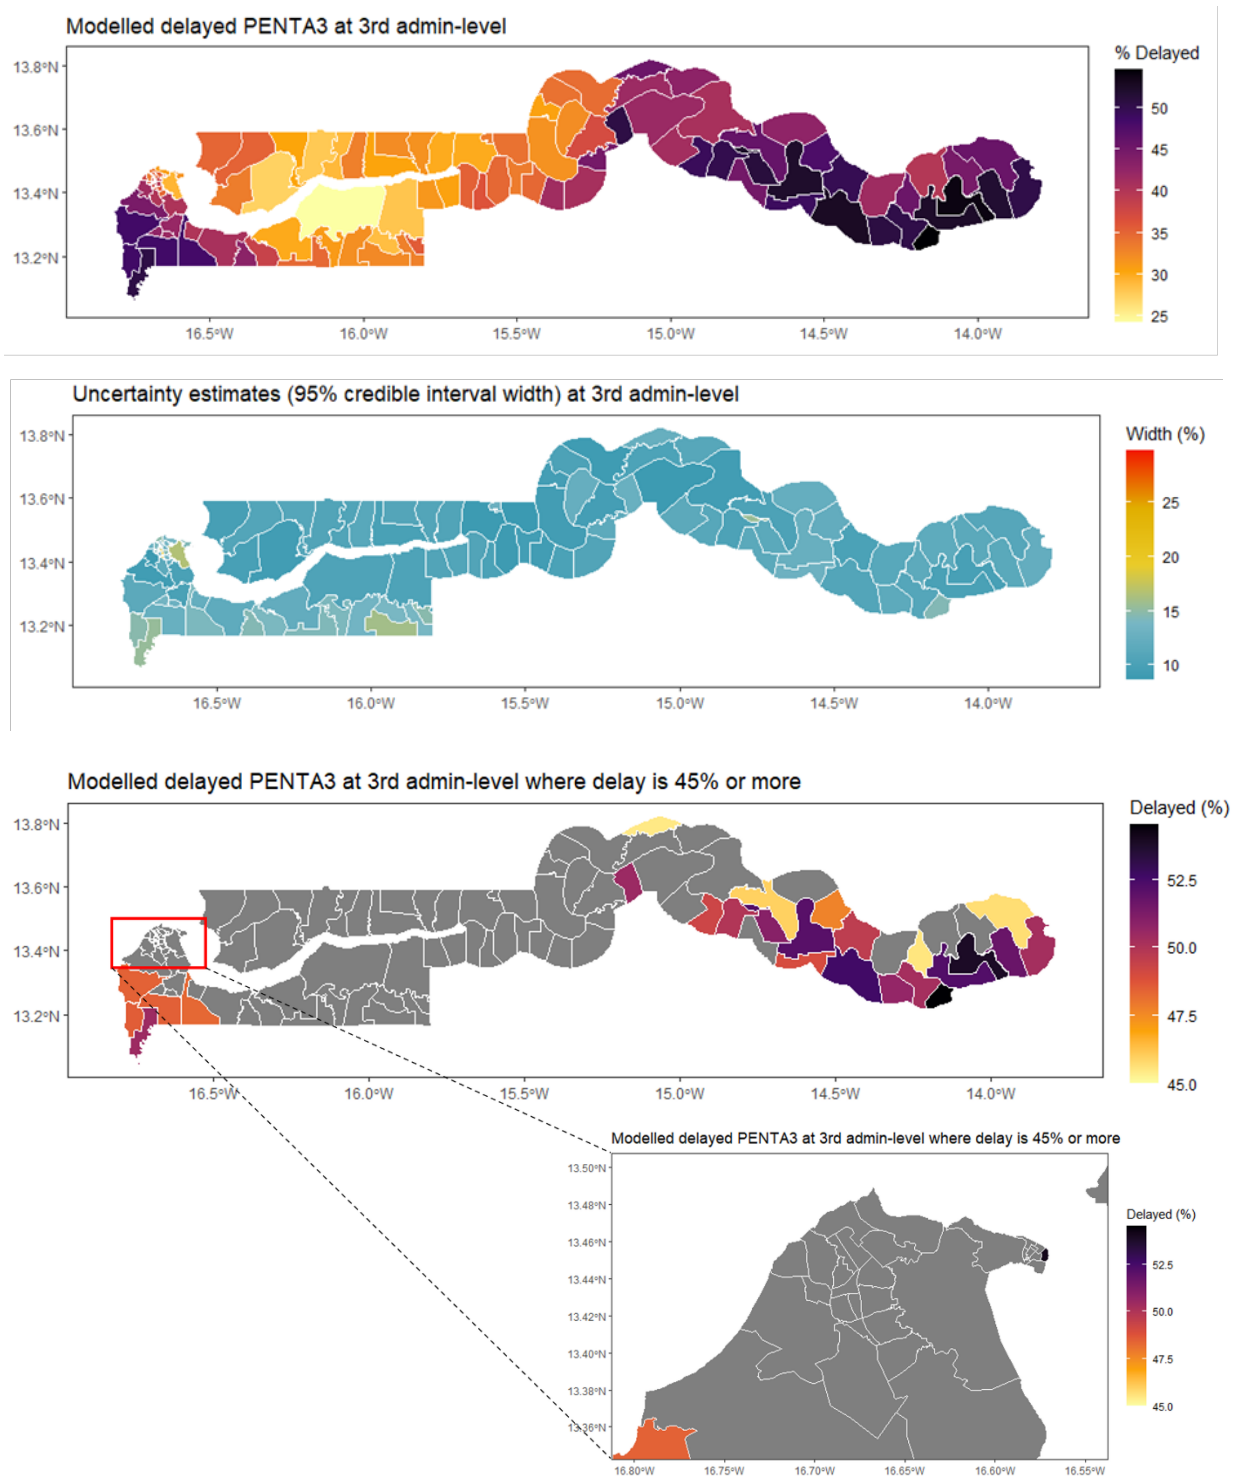 Modelled delayed PENTA3 at 3rd admin-level
% Delayed
13.8°N
13.6°N
13.4°N
13.2°N
50
45
40
35
30
25
16.5°W 16.0°W 15.5°W 15.0°W 14.5°W 14.0°W
Uncertainty estimates (95% credible interval width) at 3rd admin-level
Width (%)
13.8°N
13.6°N
13.4°N
13.2°N
25
20
15
10
16.5°W 16.0°W 15.5°W 15.0°W 14.5°W 14.0°W
Modelled delayed PENTA3 at 3rd admin-level where delay is 45% or more
Delayed (%)
13.8°N
13.6°N
13.4°N
13.2°N
52.5
50.0
47.5
45.0
16.5°W 16.0°W 15.5°W 15.0°W 14.5°W 14.0°W
Modelled delayed PENTA3 at 3rd admin-level where delay is 45% or more
Delayed (%)
13.50°N
13.48°N
13.46°N
13.44°N
13.42°N
13.40°N
13.38°N
13.36°N
52.5
50.0
47.5
45.0
16.80°W 16.75°W 16.70°W 16.65°W 16.60°W 16.55°W